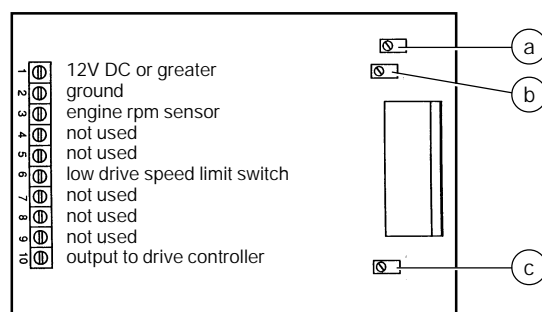 a
1 12V DC or greater
b
2 ground
3 engine rpm sensor
4 not used
5 not used
6 low drive speed limit switch
7 not used
8 not used
9 not used
10 output to drive controller
c